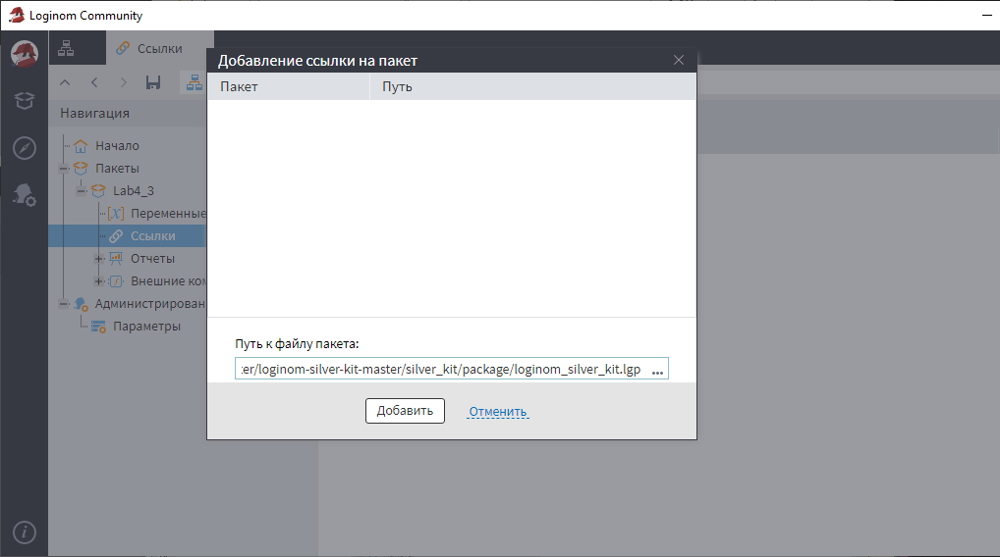 Loginom Community
Ссылки
Добавление ссылки на пакет
Пакет Путь
Навигация
Начало
Пакеты
Lab4_3
Переменные
Ссылки
Отчеты
Внешние ко
Администрирован
Параметры
Путь к файлу пакета:
er/loginom-silver-kit-master/silver_kit/package/loginom_silver_kit.lgp ...
Добавить Отменить